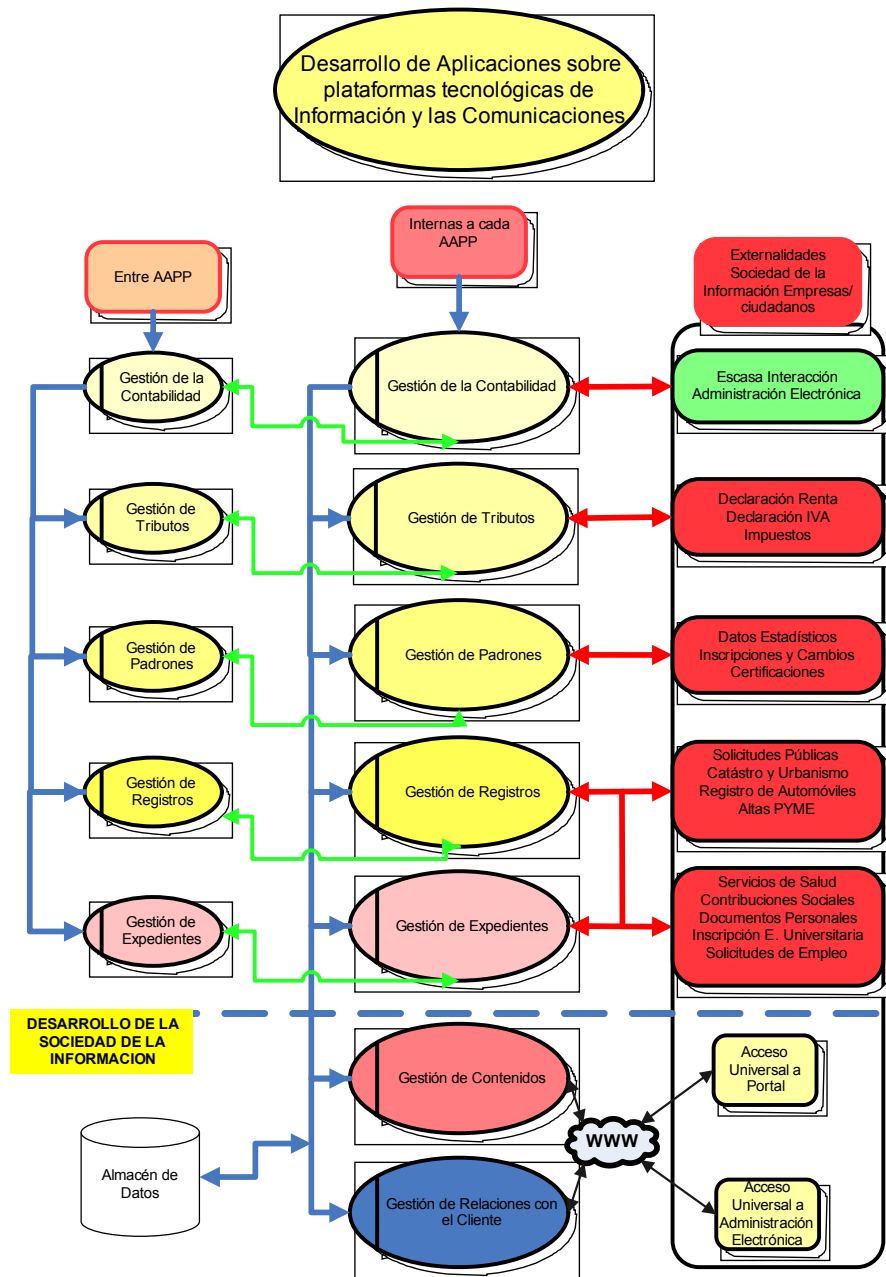 Desarrollo de Aplicaciones sobre
plataformas tecnológicas de
Información y las Comunicaciones
Entre AAPP
Internas a cada
AAPP
Externalidades
Sociedad de la
Información Empresas/
ciudadanos
Gestión de la
Contabilidad
Gestión de la Contabilidad
Escasa Interacción
Administración Electrónica
Gestión de
Tributos
Gestión de Tributos
Declaración Renta
Declaración IVA
Impuestos
Gestión de
Padrones
Gestión de Padrones
Datos Estadísticos
Inscripciones y Cambios
Certificaciones
Gestión de
Registros
Gestión de Registros
Solicitudes Públicas
Catástro y Urbanismo
Registro de Automóviles
Altas PYME
Gestión de
Expedientes
Gestión de Expedientes
Servicios de Salud
Contribuciones Sociales
Documentos Personales
Inscripción E. Universitaria
Solicitudes de Empleo
DESARROLLO DE LA
SOCIEDAD DE LA
INFORMACION
Gestión de Contenidos
Acceso
Universal a
Portal
WWW
Almacén de
Datos
Gestión de Relaciones con
el Cliente
Acceso
Universal a
Administración
Electrónica